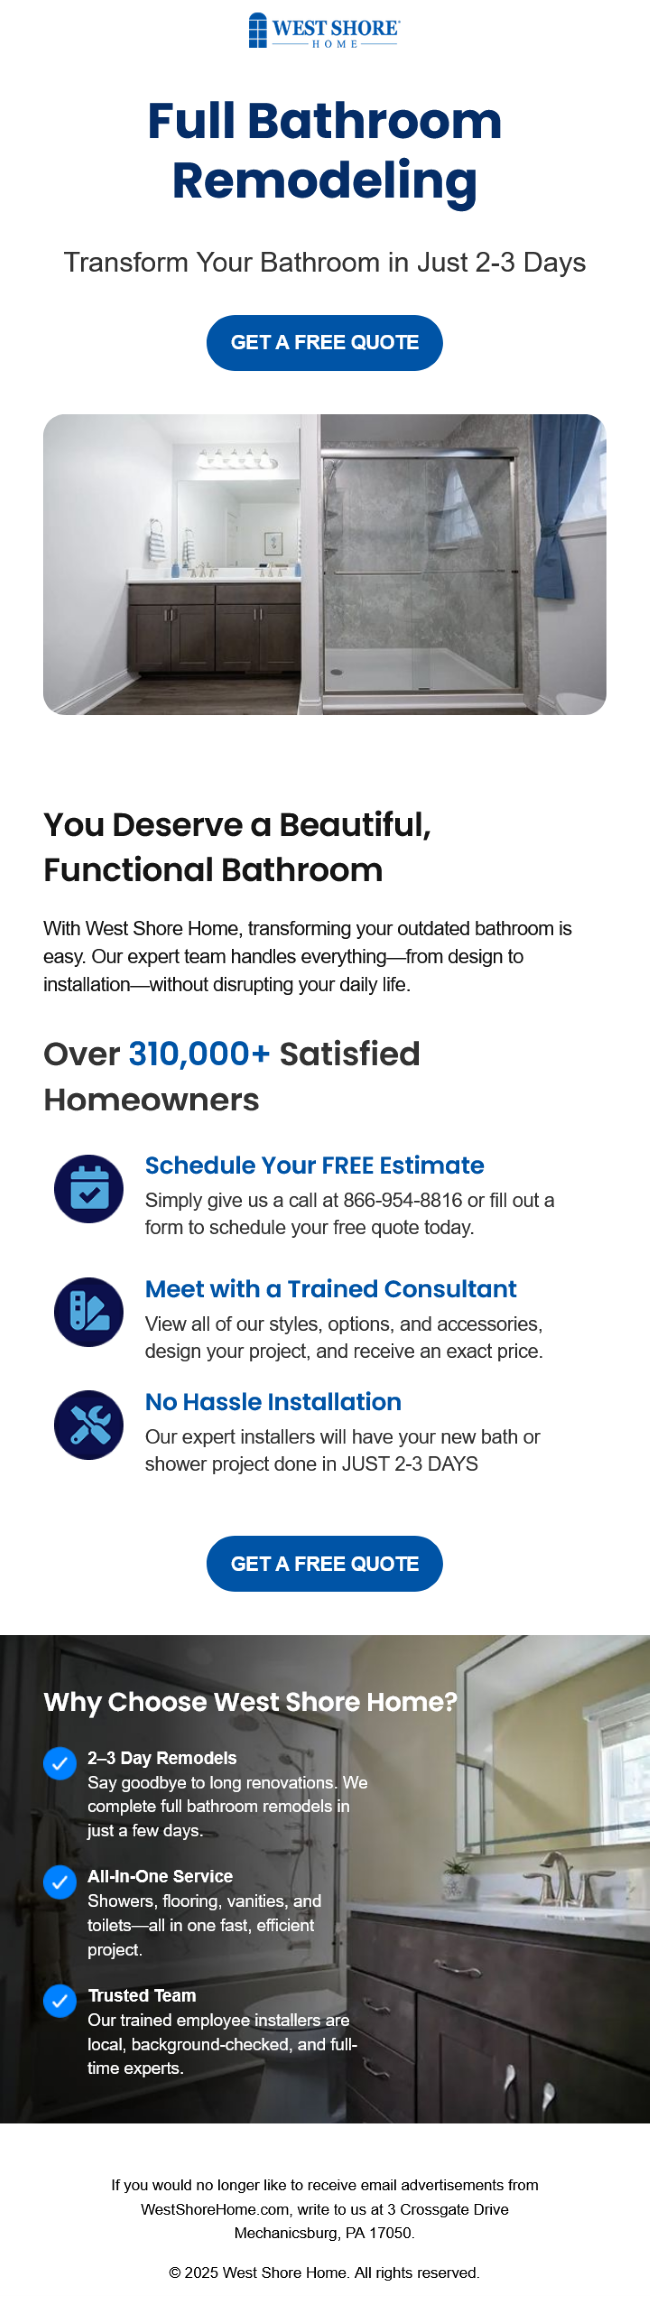 WEST SHORE
HOME
Full Bathroom
Remodeling
Transform Your Bathroom in Just 2-3 Days
GET A FREE QUOTE
You Deserve a Beautiful,
Functional Bathroom
With West Shore Home, transforming your outdated bathroom is
easy. Our expert team handles everything—from design to
installation—without disrupting your daily life.
Over 310,000+ Satisfied
Homeowners
Schedule Your FREE Estimate
Simply give us a call at 866-954-8816 or fill out a
form to schedule your free quote today.
Meet with a Trained Consultant
View all of our styles, options, and accessories,
design your project, and receive an exact price.
No Hassle Installation
Our expert installers will have your new bath or
shower project done in JUST 2-3 DAYS
GET A FREE QUOTE
Why Choose West Shore Home?
2–3 Day Remodels
Say goodbye to long renovations. We
complete full bathroom remodels in
just a few days.
All-In-One Service
Showers, flooring, vanities, and
toilets—all in one fast, efficient
project.
Trusted Team
Our trained employee installers are
local, background-checked, and full-
time experts.
If you would no longer like to receive email advertisements from
WestShoreHome.com, write to us at 3 Crossgate Drive
Mechanicsburg, PA 17050.
© 2025 West Shore Home. All rights reserved.